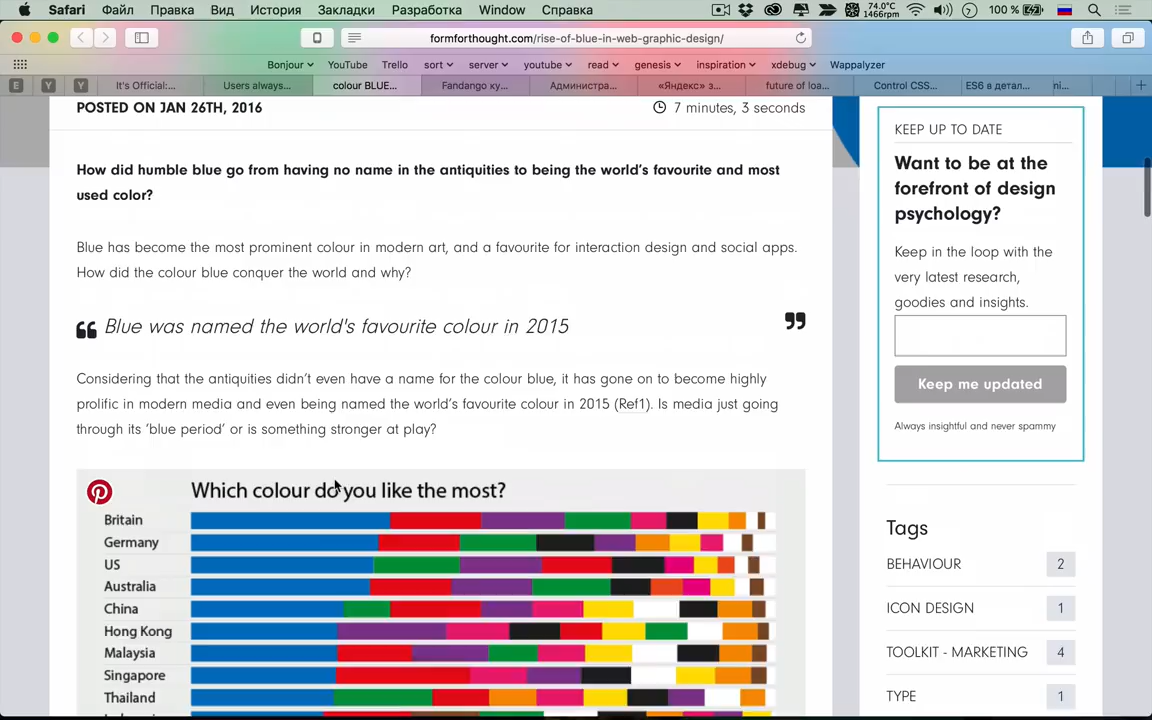 Safari Файл Правка Вид История Закладки Разработка Window Справка 74.0°C 1466rpm 100 %
formforthought.com/rise-of-blue-in-web-graphic-design/
Bonjour YouTube Trello sort server youtube read genesis inspiration xdebug Wappalyzer
E Y Y It's Official:... Users always... colour BLUE... Fandango ку... Администра... «Яндекс» з... future of loa... Control CSS... ES6 в детал... ni...
POSTED ON JAN 26TH, 2016
7 minutes, 3 seconds
How did humble blue go from having no name in the antiquities to being the world's favourite and most
used color?
Blue has become the most prominent colour in modern art, and a favourite for interaction design and social apps.
How did the colour blue conquer the world and why?
“ Blue was named the world's favourite colour in 2015 ”
Considering that the antiquities didn't even have a name for the colour blue, it has gone on to become highly
prolific in modern media and even being named the world's favourite colour in 2015 (Ref1). Is media just going
through its 'blue period' or is something stronger at play?
Which colour do you like the most?
Britain
Germany
US
Australia
China
Hong Kong
Malaysia
Singapore
Thailand
KEEP UP TO DATE
Want to be at the
forefront of design
psychology?
Keep in the loop with the
very latest research,
goodies and insights.
Keep me updated
Always insightful and never spammy
Tags
BEHAVIOUR 2
ICON DESIGN 1
TOOLKIT - MARKETING 4
TYPE 1